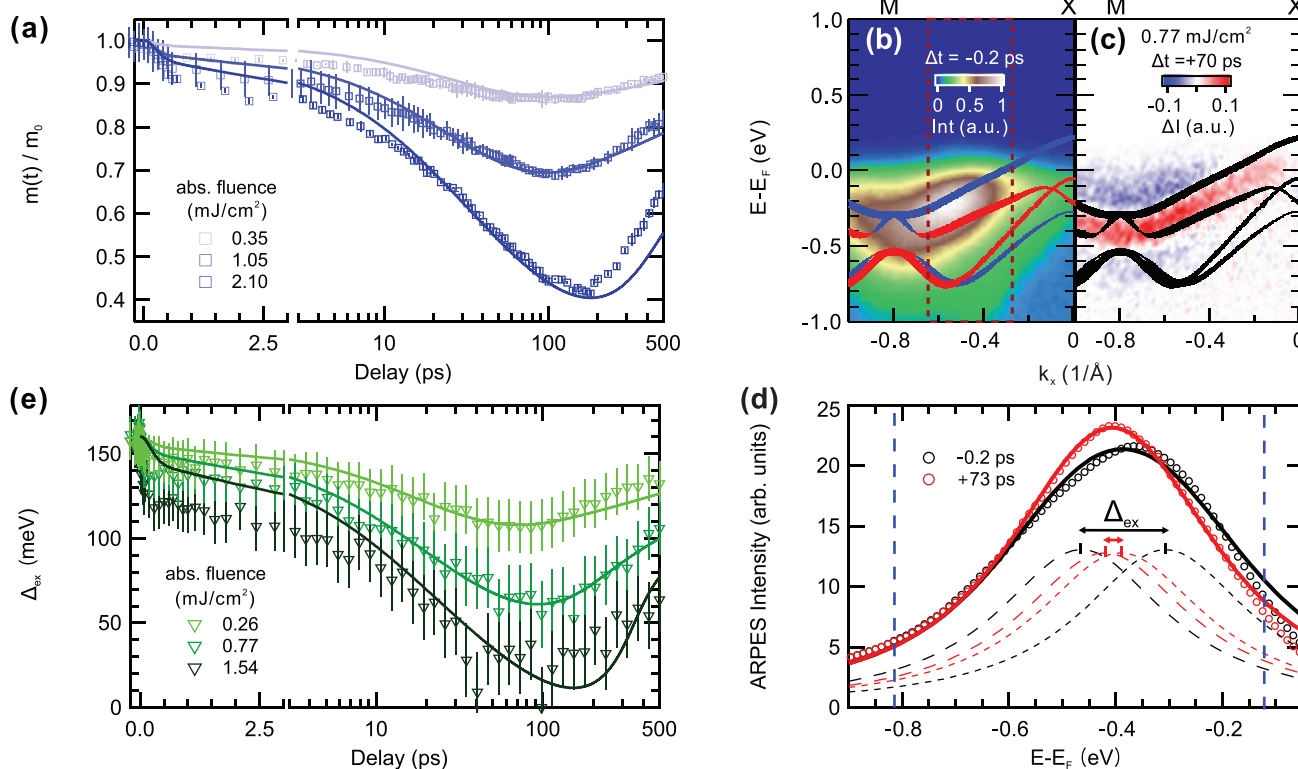 (a)
m(t) / m0
1.0
0.9
0.8
0.7
0.6
0.5
0.4
abs. fluence
(mJ/cm²)
0.35
1.05
2.10
0.0
2.5
10
100
500
Delay (ps)
M
X
M
X
(b)
Δt = -0.2 ps
0
0.5
1
Int (a.u.)
(c)
0.77 mJ/cm²
Δt =+70 ps
-0.1
0.1
ΔI (a.u.)
E-EF (eV)
1.0
0.5
0.0
-0.5
-1.0
-0.8
-0.4
0
-0.8
-0.4
0
kx (1/Å)
(e)
Δex (meV)
150
100
50
0
abs. fluence
(mJ/cm²)
0.26
0.77
1.54
0.0
2.5
10
100
500
Delay (ps)
(d)
ARPES Intensity (arb. units)
25
20
15
10
5
0
-0.2 ps
+73 ps
Δex
-0.8
-0.6
-0.4
-0.2
E-EF (eV)